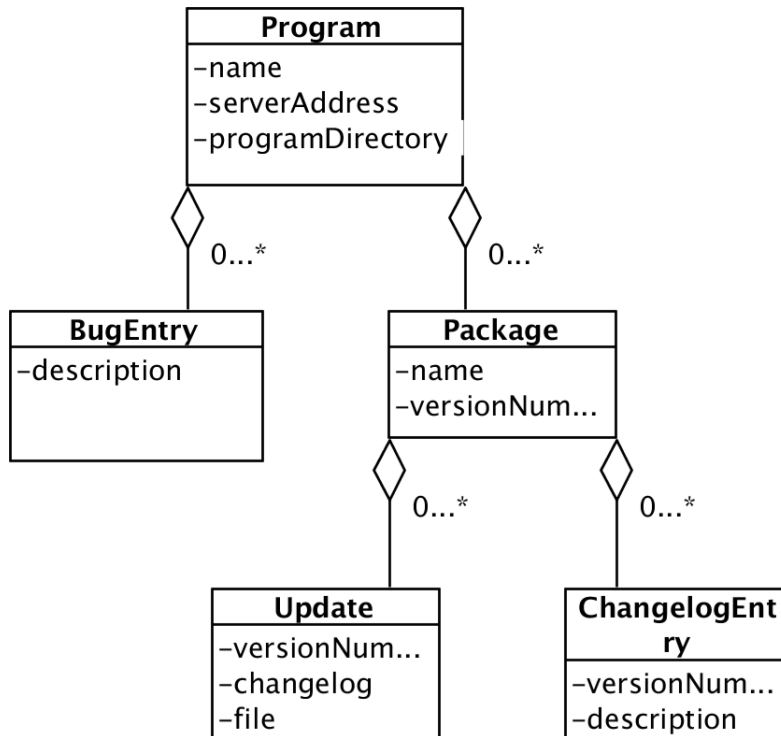 Program
-name
-serverAddress
-programDirectory
0...*
0...*
BugEntry
-description
Package
-name
-versionNum...
0...*
0...*
Update
-versionNum...
-changelog
-file
ChangelogEnt
ry
-versionNum...
-description